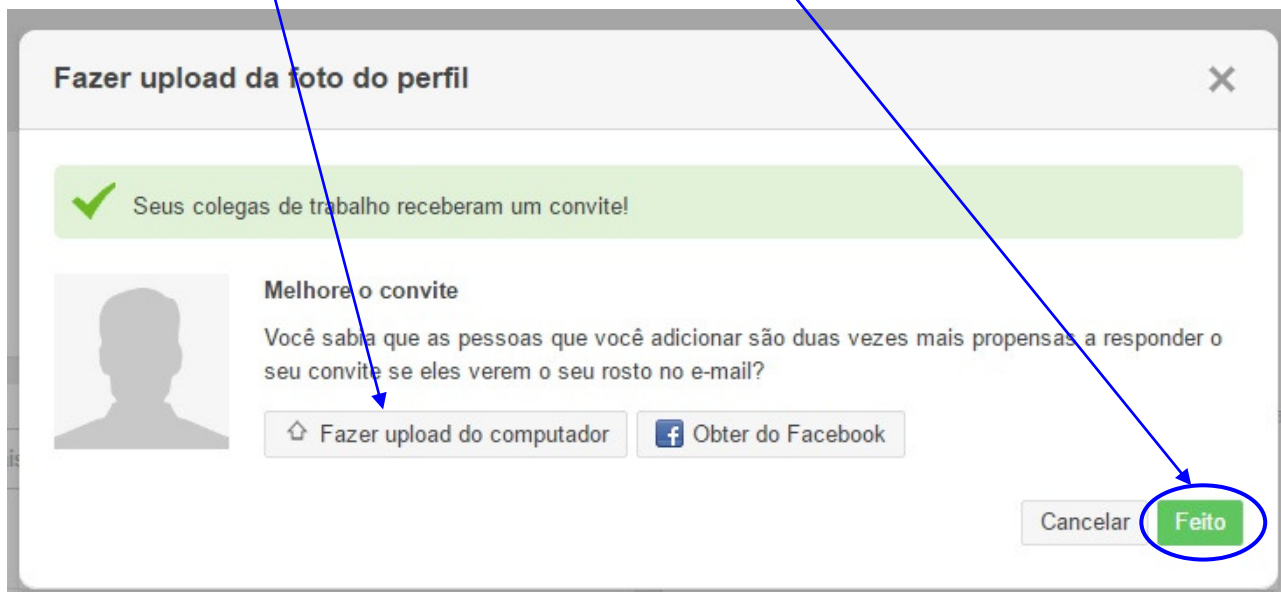 Fazer upload da foto do perfil
Seus colegas de trabalho receberam um convite!
Melhore o convite
Você sabia que as pessoas que você adicionar são duas vezes mais propensas a responder o
seu convite se eles verem o seu rosto no e-mail?
Fazer upload do computador
Obter do Facebook
Cancelar
Feito